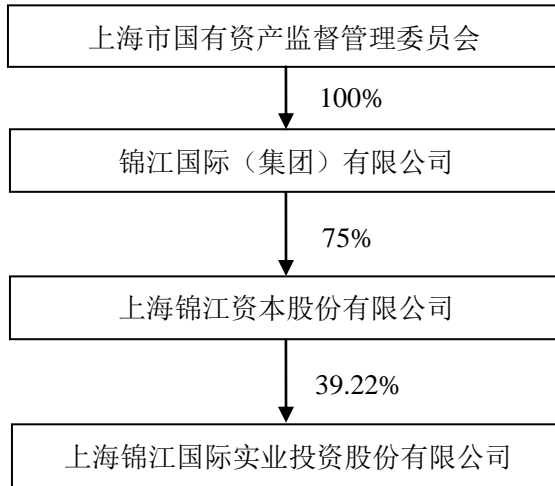 上海市国有资产监督管理委员会
100%
锦江国际（集团）有限公司
75%
上海锦江资本股份有限公司
39.22%
上海锦江国际实业投资股份有限公司